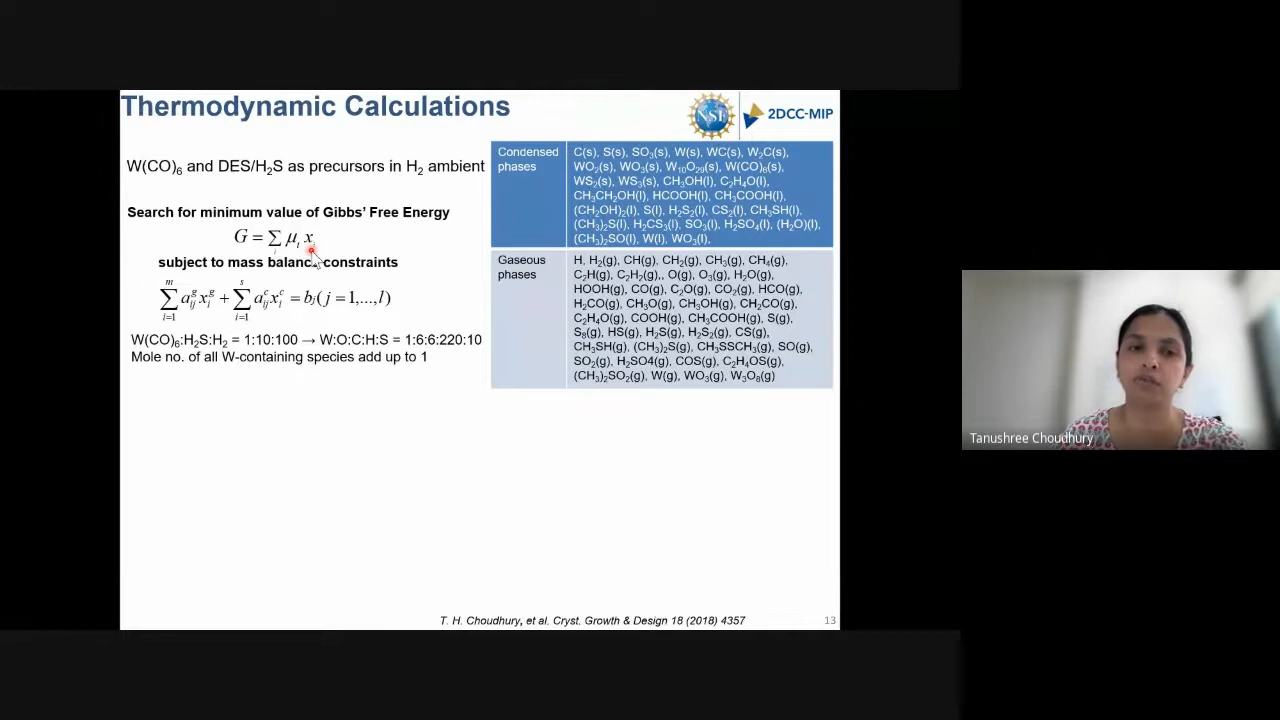 Thermodynamic Calculations
NSF
2DCC-MIP
W(CO)₆ and DES/H₂S as precursors in H₂ ambient
Search for minimum value of Gibbs' Free Energy
G = ∑ᵢ μᵢ xᵢ
subject to mass balance constraints
∑ᵢ₌₁ᵐ aᵢⱼᵍxᵢᵍ + ∑ᵢ₌₁ˢ aᵢⱼᶜxᵢᶜ = bⱼ(j = 1,...,l)
W(CO)₆:H₂S:H₂ = 1:10:100 → W:O:C:H:S = 1:6:6:220:10
Mole no. of all W-containing species add up to 1
Condensed
phases
C(s), S(s), SO₃(s), W(s), WC(s), W₂C(s),
WO₂(s), WO₃(s), W₁₀O₂₉(s), W(CO)₆(s),
WS₂(s), WS₃(s), CH₃OH(l), C₂H₄O(l),
CH₃CH₂OH(l), HCOOH(l), CH₃COOH(l),
(CH₂OH)₂(l), S(l), H₂S₂(l), CS₂(l), CH₃SH(l),
(CH₃)₂S(l), H₂CS₃(l), SO₃(l), H₂SO₄(l), (H₂O)(l),
(CH₃)₂SO(l), W(l), WO₃(l),
Gaseous
phases
H, H₂(g), CH(g), CH₂(g), CH₃(g), CH₄(g),
C₂H(g), C₂H₂(g),, O(g), O₃(g), H₂O(g),
HOOH(g), CO(g), C₂O(g), CO₂(g), HCO(g),
H₂CO(g), CH₃O(g), CH₃OH(g), CH₂CO(g),
C₂H₄O(g), COOH(g), CH₃COOH(g), S(g),
S₈(g), HS(g), H₂S(g), H₂S₂(g), CS(g),
CH₃SH(g), (CH₃)₂S(g), CH₃SSCH₃(g), SO(g),
SO₂(g), H₂SO4(g), COS(g), C₂H₄OS(g),
(CH₃)₂SO₂(g), W(g), WO₃(g), W₃O₈(g)
T. H. Choudhury, et al. Cryst. Growth & Design 18 (2018) 4357
13
Tanushree Choudhury